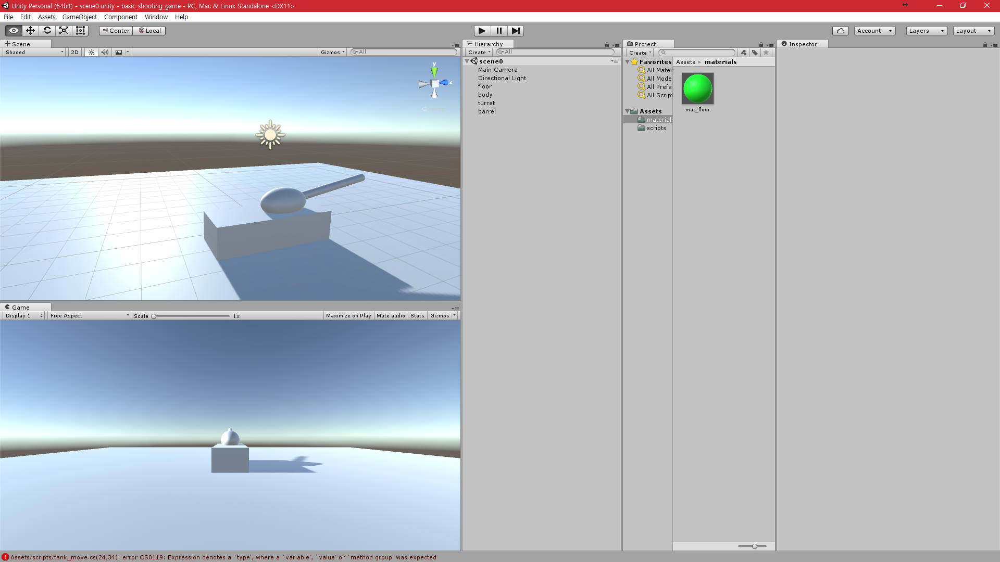 Unity Personal (64bit) - scene0.unity - basic_shooting_game - PC, Mac & Linux Standalone <DX11>
File Edit Assets GameObject Component Window Help
Center Local
Account Layers Layout
Scene
Shaded 2D Gizmos All
y
z
Game
Display 1 Free Aspect Scale 1x Maximize on Play Mute audio Stats Gizmos
Hierarchy
Create All
scene0
Main Camera
Directional Light
floor
body
turret
barrel
Project
Create
Favorites
All Mater
All Mode
All Prefa
All Script
Assets
materials
scripts
Assets materials
mat_floor
Inspector
Assets/scripts/tank_move.cs(24,34): error CS0119: Expression denotes a `type', where a `variable', `value' or `method group' was expected